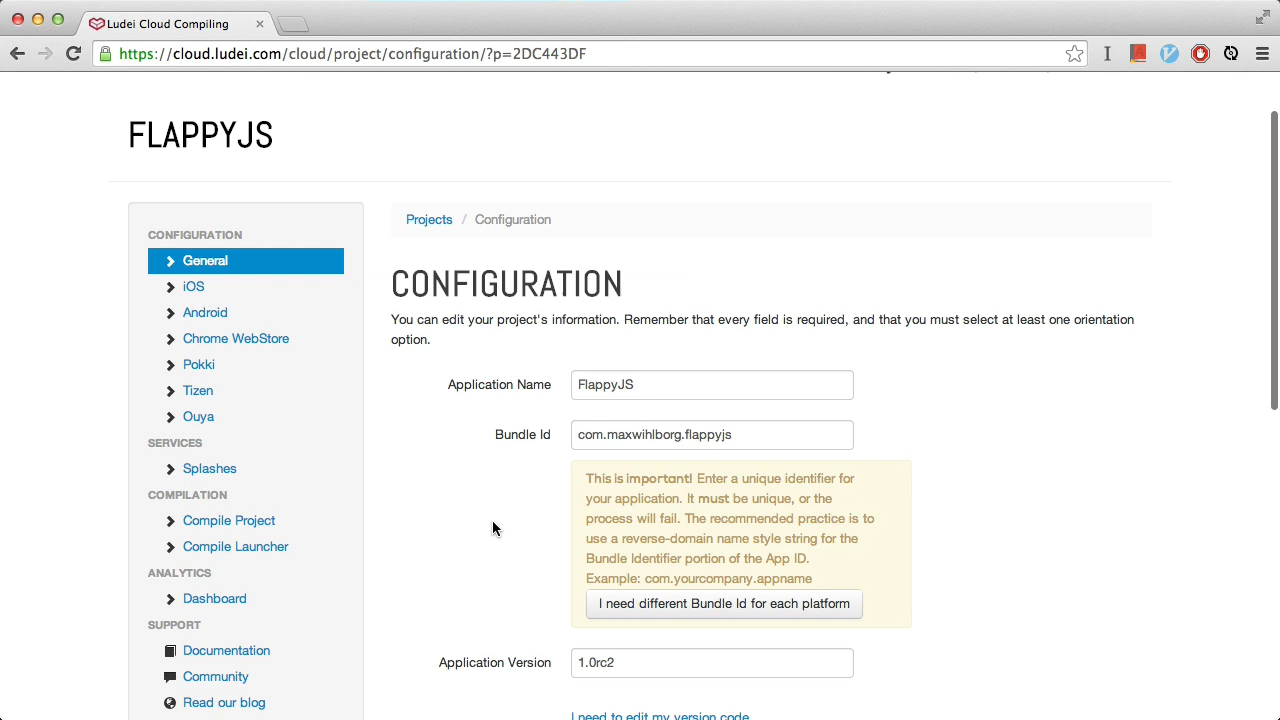 Ludei Cloud Compiling
https://cloud.ludei.com/cloud/project/configuration/?p=2DC443DF
FLAPPYJS
CONFIGURATION
General
iOS
Android
Chrome WebStore
Pokki
Tizen
Ouya
SERVICES
Splashes
COMPILATION
Compile Project
Compile Launcher
ANALYTICS
Dashboard
SUPPORT
Documentation
Community
Read our blog
Projects / Configuration
CONFIGURATION
You can edit your project's information. Remember that every field is required, and that you must select at least one orientation
option.
Application Name FlappyJS
Bundle Id com.maxwihlborg.flappyjs
This is important! Enter a unique identifier for
your application. It must be unique, or the
process will fail. The recommended practice is to
use a reverse-domain name style string for the
Bundle Identifier portion of the App ID.
Example: com.yourcompany.appname
I need different Bundle Id for each platform
Application Version 1.0rc2
I need to edit my version code